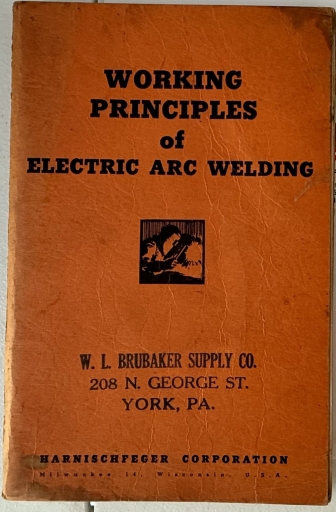 WORKING
PRINCIPLES
of
ELECTRIC ARC WELDING
W. L. BRUBAKER SUPPLY CO.
208 N. GEORGE ST.
YORK, PA.
HARNISCHFEGER CORPORATION
Milwaukee 14, Wisconsin, U.S.A.